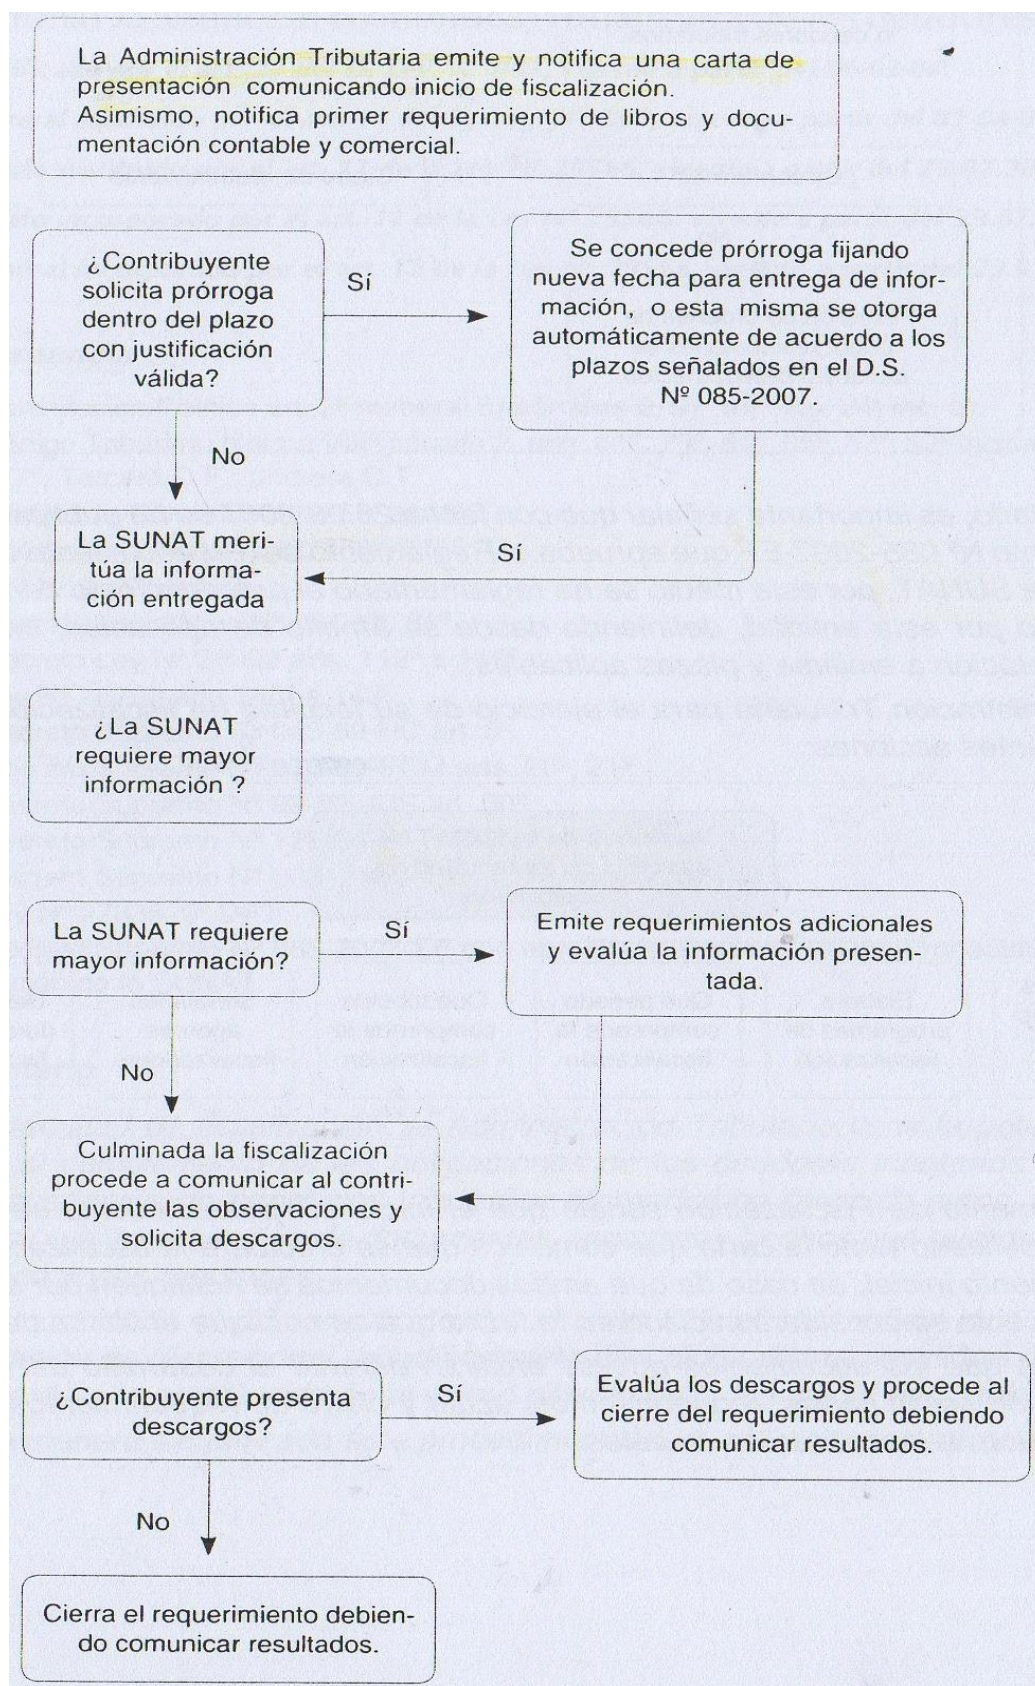 La Administración Tributaria emite y notifica una carta de
presentación comunicando inicio de fiscalización.
Asimismo, notifica primer requerimiento de libros y docu-
mentación contable y comercial.
¿Contribuyente
solicita prórroga
dentro del plazo
con justificación
válida?
Sí
Se concede prórroga fijando
nueva fecha para entrega de infor-
mación, o esta misma se otorga
automáticamente de acuerdo a los
plazos señalados en el D.S.
Nº 085-2007.
No
La SUNAT meri-
túa la informa-
ción entregada
Sí
¿La SUNAT
requiere mayor
información ?
La SUNAT requiere
mayor información?
Sí
Emite requerimientos adicionales
y evalúa la información presen-
tada.
No
Culminada la fiscalización
procede a comunicar al contri-
buyente las observaciones y
solicita descargos.
¿Contribuyente presenta
descargos?
Sí
Evalúa los descargos y procede al
cierre del requerimiento debiendo
comunicar resultados.
No
Cierra el requerimiento debien-
do comunicar resultados.